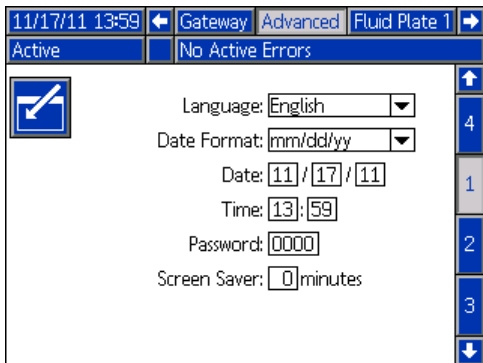 11/17/11 13:59 Gateway Advanced Fluid Plate 1
Active No Active Errors
Language: English
4
Date Format: mm/dd/yy
Date: 11 / 17 / 11
1
Time: 13 : 59
Password: 0000
2
Screen Saver: 0 minutes
3